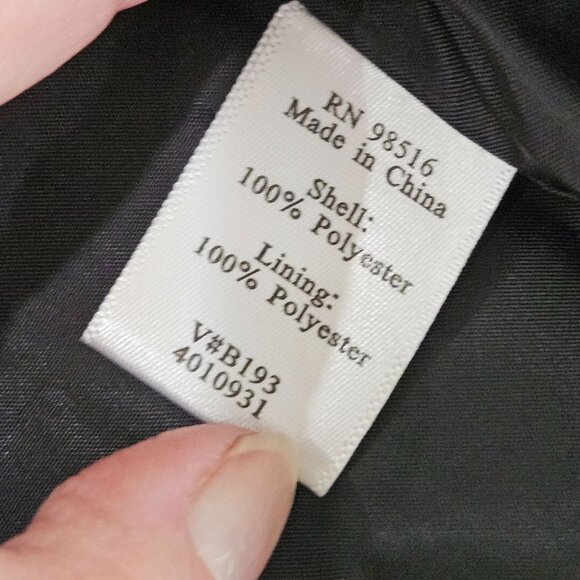 RN 98516
Made in China
Shell:
100% Polyester
Lining:
100% Polyester
V#B193
4010931